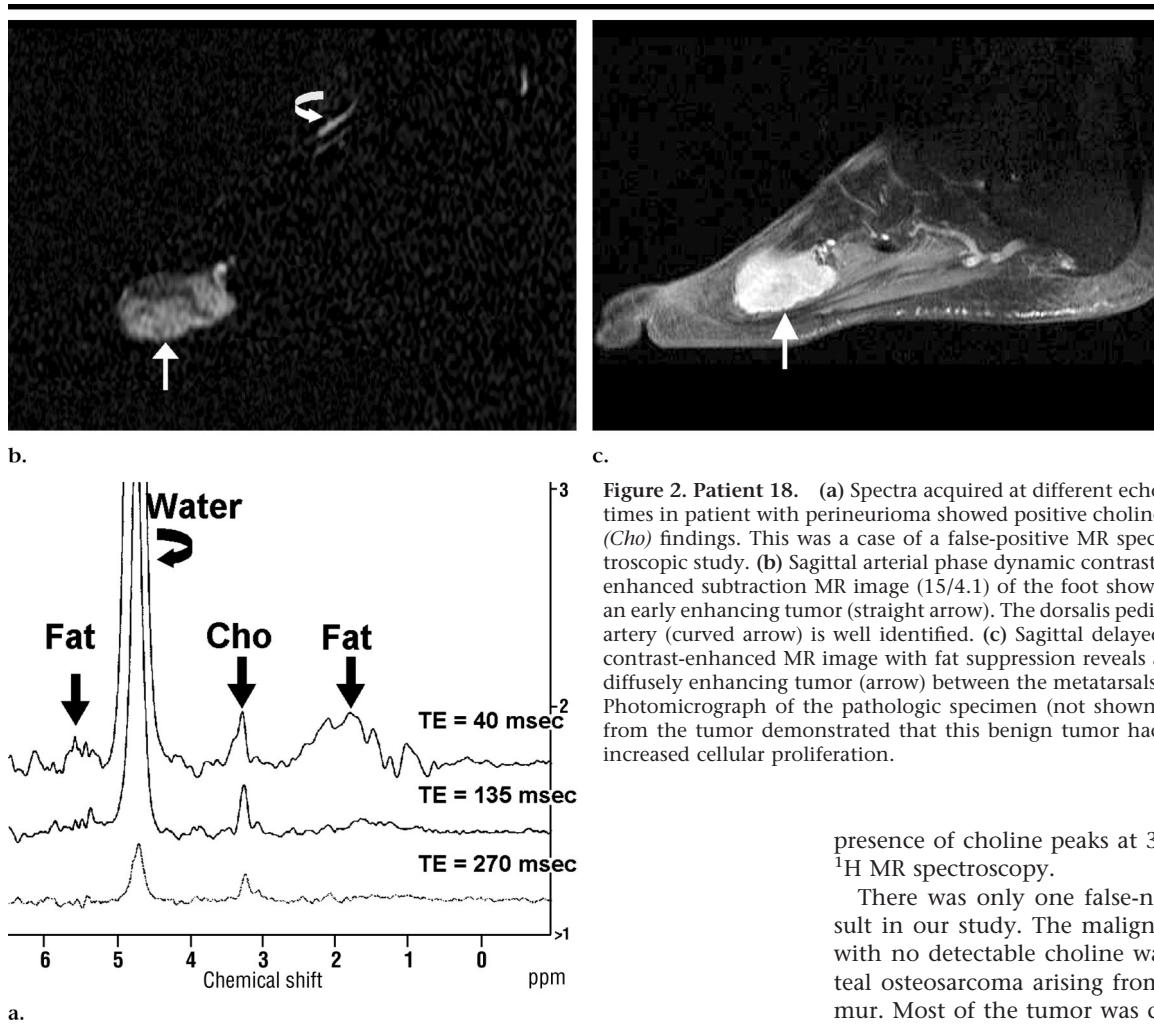 b.
c.
Water
Fat
Cho
Fat
3
2
TE = 40 msec
TE = 135 msec
TE = 270 msec
>1
6 5 4 3 2 1 0
Chemical shift ppm
a.
Figure 2. Patient 18. (a) Spectra acquired at different echo
times in patient with perineurioma showed positive choline
(Cho) findings. This was a case of a false-positive MR spec
troscopic study. (b) Sagittal arterial phase dynamic contrast
enhanced subtraction MR image (15/4.1) of the foot show
an early enhancing tumor (straight arrow). The dorsalis pedi
artery (curved arrow) is well identified. (c) Sagittal delayed
contrast-enhanced MR image with fat suppression reveals
diffusely enhancing tumor (arrow) between the metatarsals
Photomicrograph of the pathologic specimen (not shown
from the tumor demonstrated that this benign tumor had
increased cellular proliferation.
presence of choline peaks at 3
1H MR spectroscopy.
There was only one false-n
sult in our study. The malign
with no detectable choline wa
teal osteosarcoma arising from
mur. Most of the tumor was c